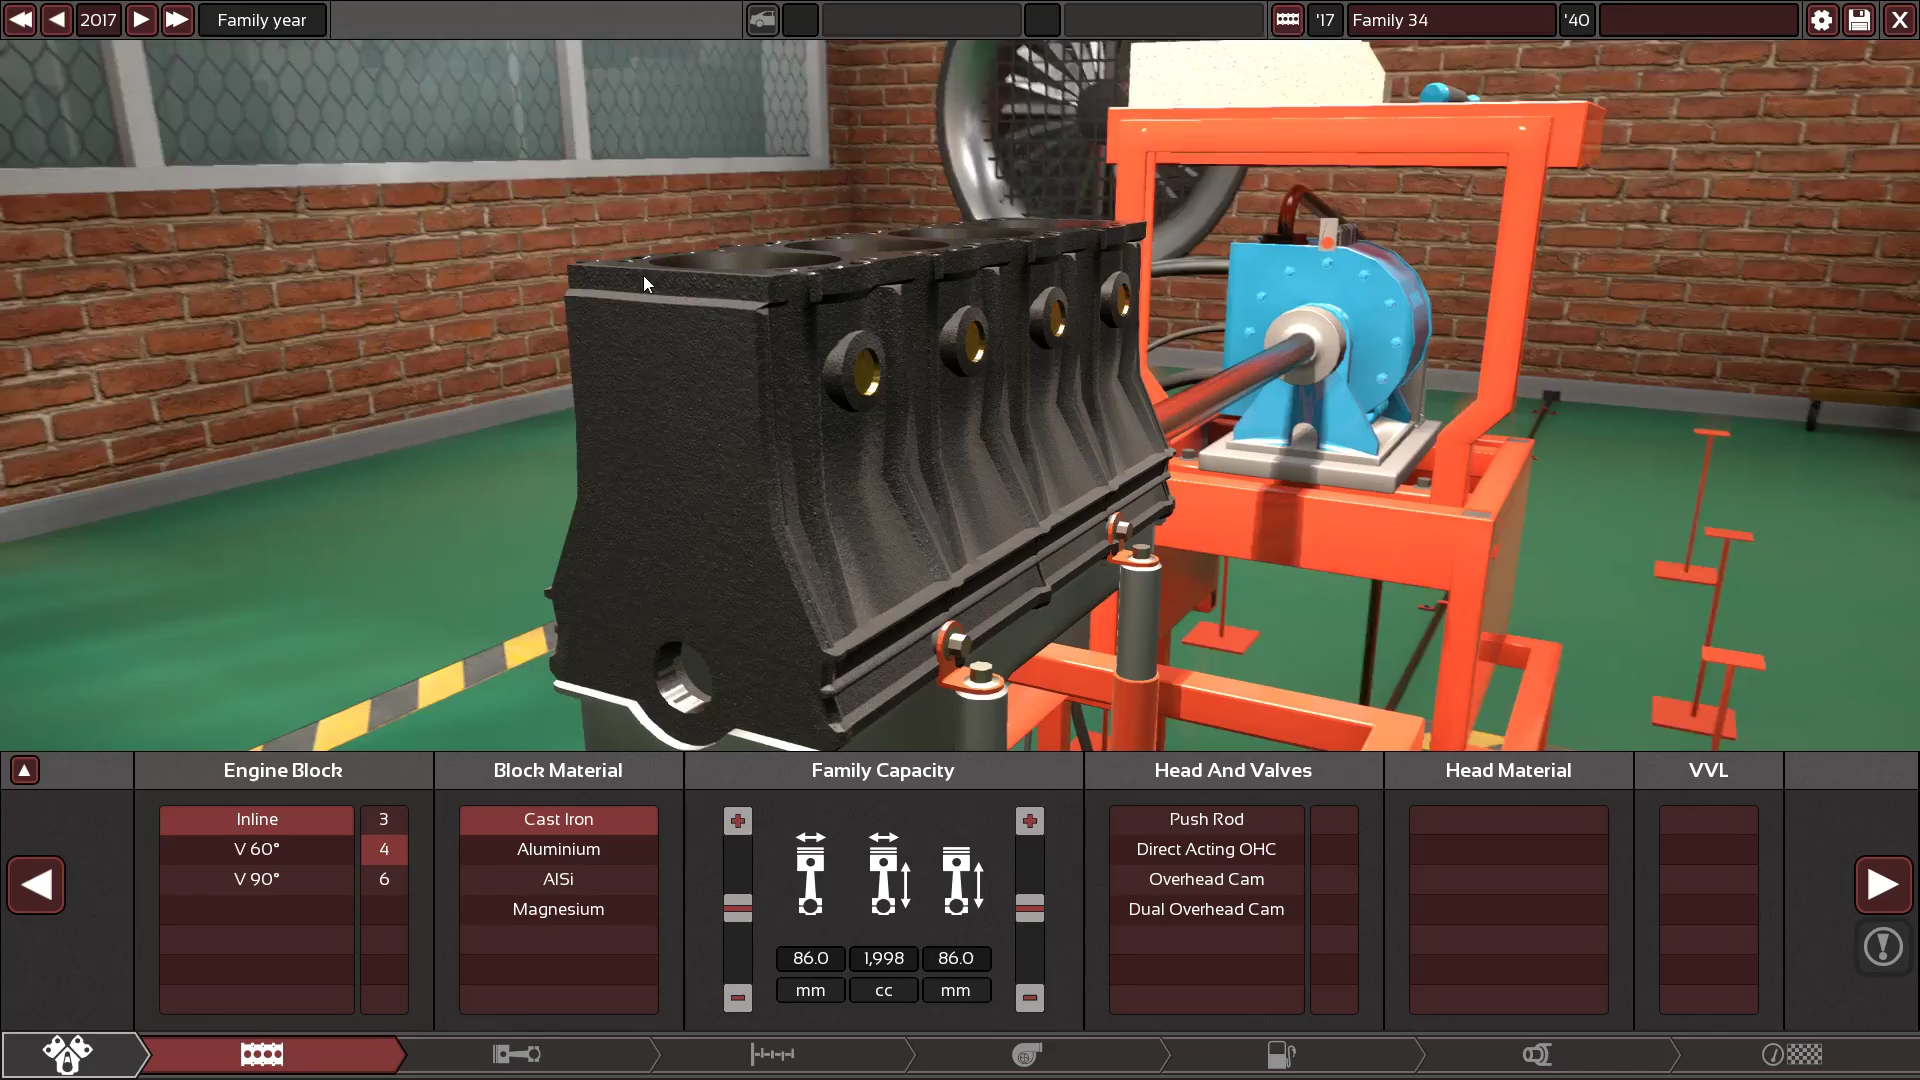 2017 Family year '17 Family 34 '40 X
Engine Block Block Material Family Capacity Head And Valves Head Material VVL
Inline 3 Cast Iron Push Rod
V 60° 4 Aluminium Direct Acting OHC
V 90° 6 AlSi Overhead Cam
Magnesium Dual Overhead Cam
86.0 1,998 86.0
mm cc mm